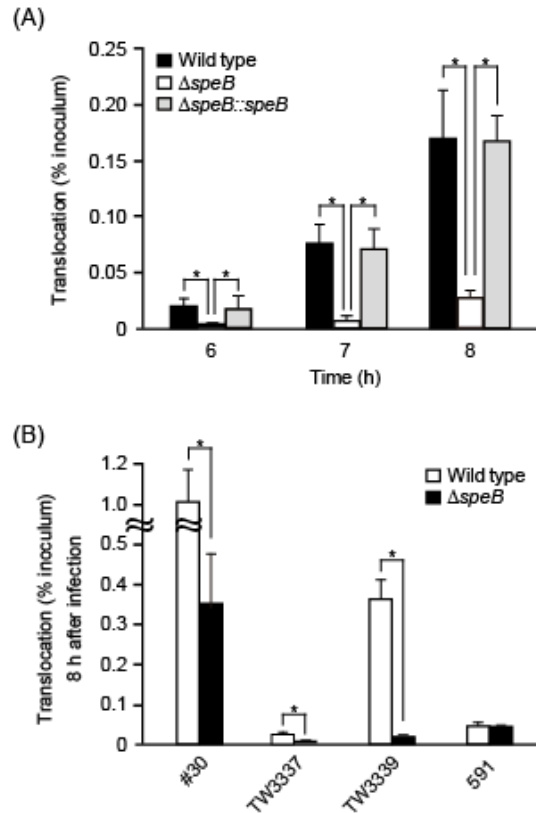 (A)
0.25
0.20
0.15
0.10
0.05
0
Translocation (% inoculum)
Wild type
ΔspeB
ΔspeB::speB
* *
* *
* *
6 7 8
Time (h)
(B)
1.2
1.0
0.4
0.3
0.2
0.1
0
Translocation (% inoculum)
8 h after infection
Wild type
ΔspeB
*
*
*
#30 TW3337 TW3339 591